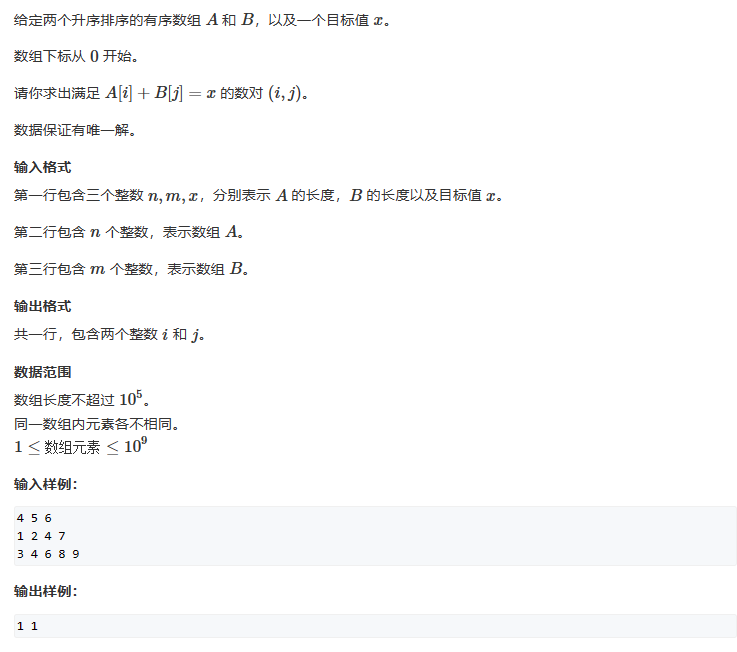 给定两个升序排序的有序数组 A 和 B，以及一个目标值 x。
数组下标从 0 开始。
请你求出满足 A[i] + B[j] = x 的数对 (i, j)。
数据保证有唯一解。
输入格式
第一行包含三个整数 n, m, x，分别表示 A 的长度，B 的长度以及目标值 x。
第二行包含 n 个整数，表示数组 A。
第三行包含 m 个整数，表示数组 B。
输出格式
共一行，包含两个整数 i 和 j。
数据范围
数组长度不超过 10⁵。
同一数组内元素各不相同。
1 ≤ 数组元素 ≤ 10⁹
输入样例：
4 5 6
1 2 4 7
3 4 6 8 9
输出样例：
1 1